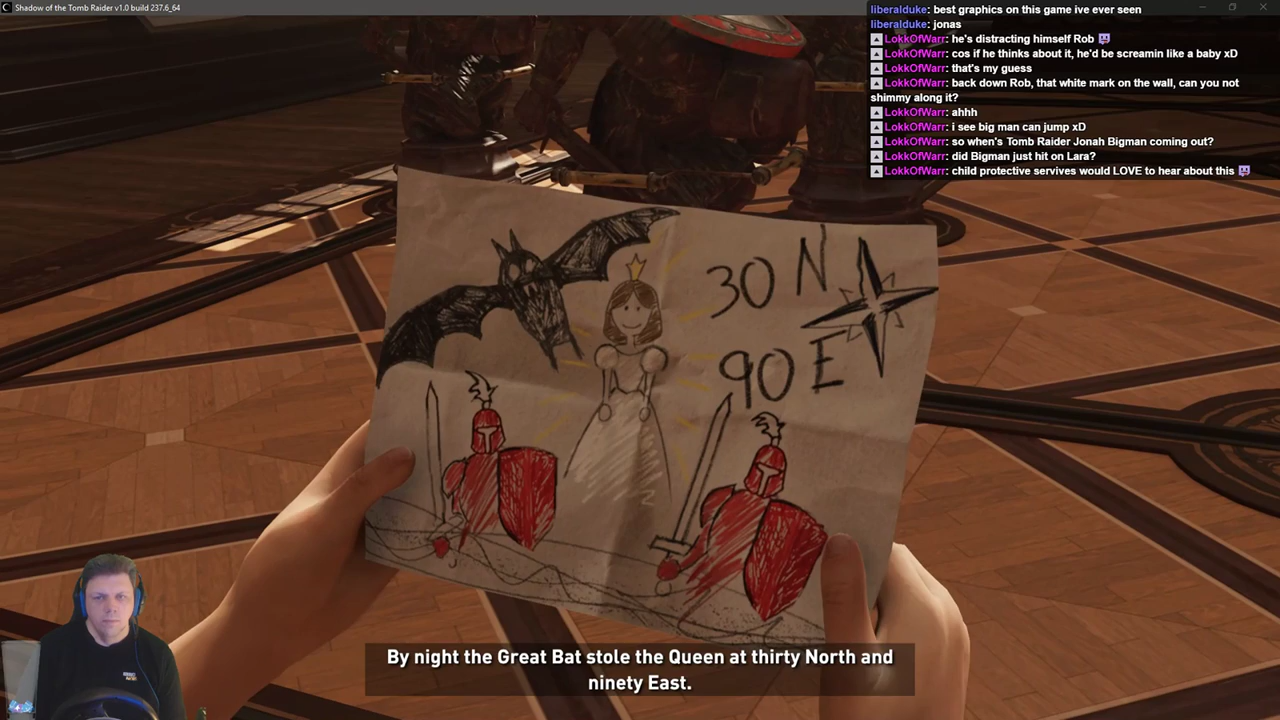 Shadow of the Tomb Raider v1.0 build 237.6_64
liberalduke: best graphics on this game ive ever seen
liberalduke: jonas
LokkOfWarr: he's distracting himself Rob
LokkOfWarr: cos if he thinks about it, he'd be screamin like a baby xD
LokkOfWarr: that's my guess
LokkOfWarr: back down Rob, that white mark on the wall, can you not
shimmy along it?
LokkOfWarr: ahhh
LokkOfWarr: i see big man can jump xD
LokkOfWarr: so when's Tomb Raider Jonah Bigman coming out?
LokkOfWarr: did Bigman just hit on Lara?
LokkOfWarr: child protective servives would LOVE to hear about this
30 N
90 E
By night the Great Bat stole the Queen at thirty North and
ninety East.